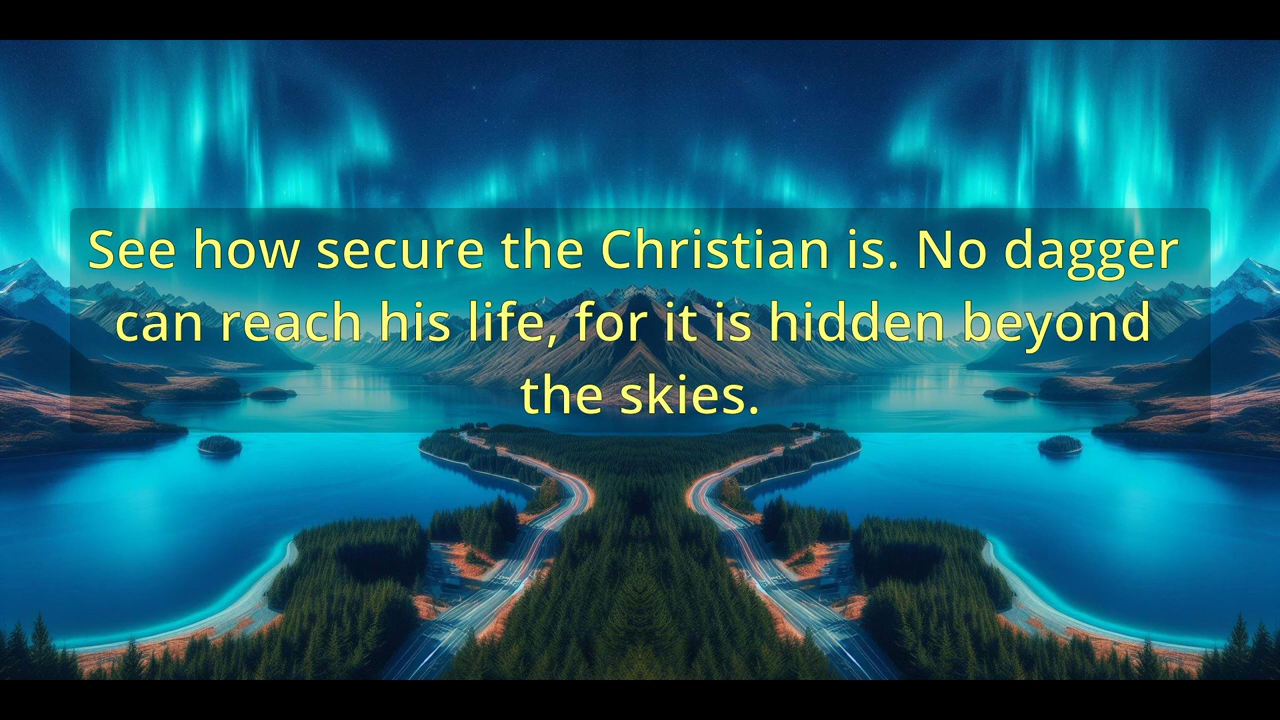 See how secure the Christian is. No dagger
can reach his life, for it is hidden beyond
the skies.